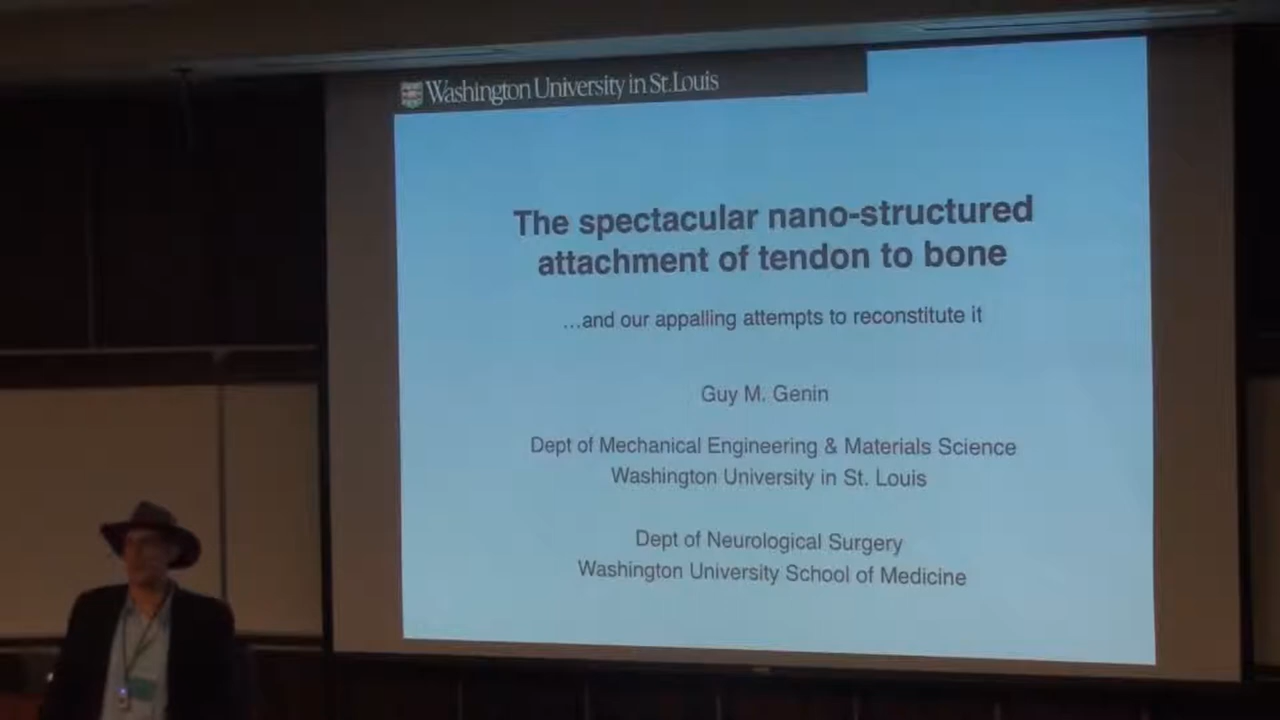 Washington University in St. Louis
The spectacular nano-structured
attachment of tendon to bone
...and our appalling attempts to reconstitute it
Guy M. Genin
Dept of Mechanical Engineering & Materials Science
Washington University in St. Louis
Dept of Neurological Surgery
Washington University School of Medicine